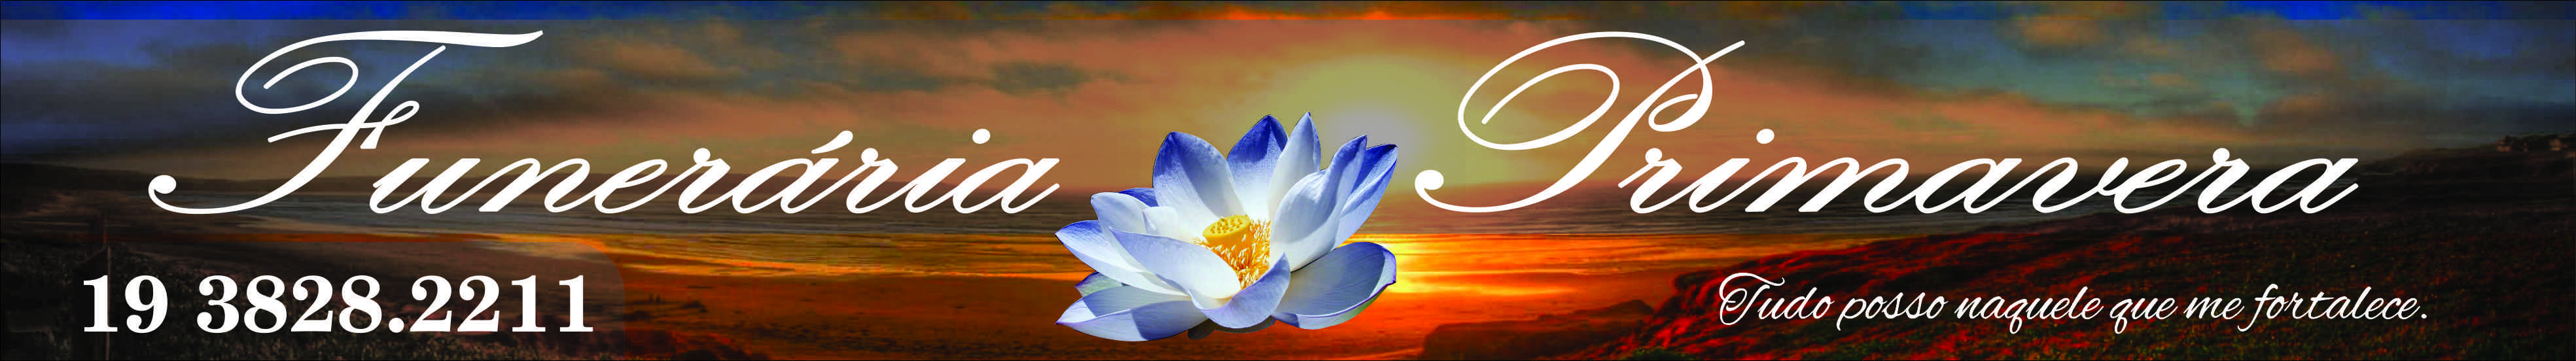 Funerária Primavera
19 3828.2211
Tudo posso naquele que me fortalece.